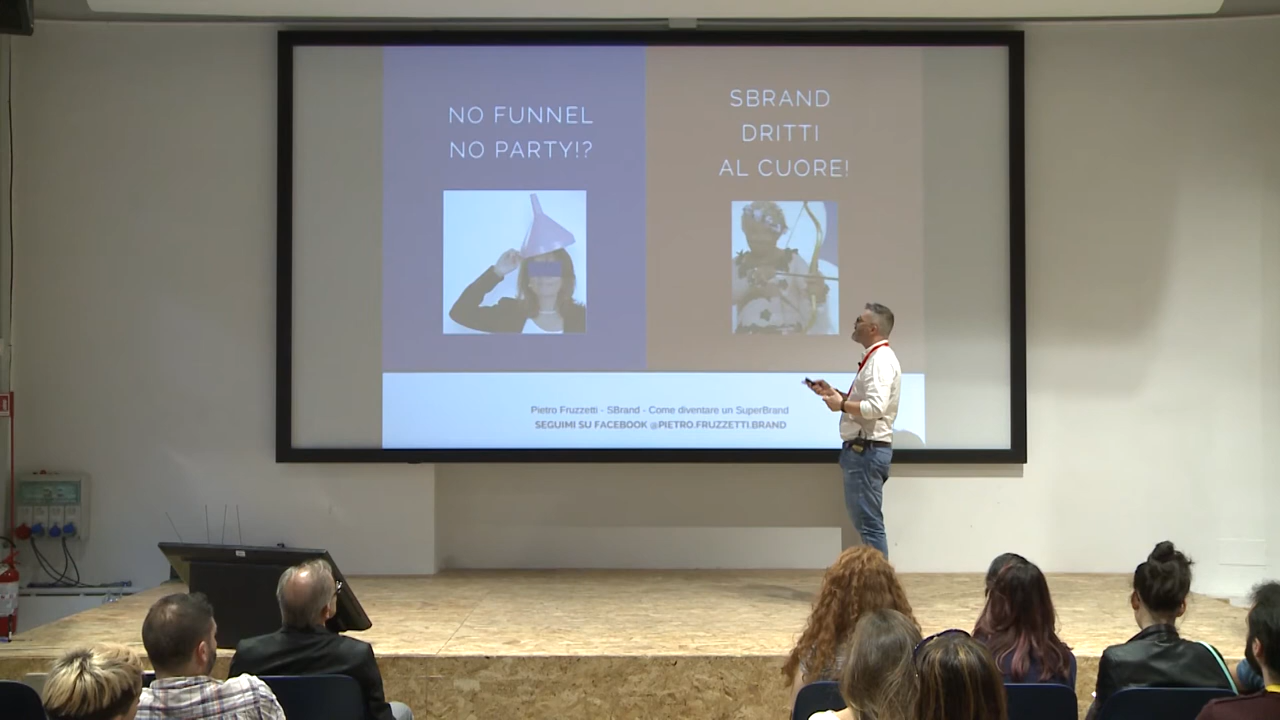 NO FUNNEL
NO PARTY!?
SBRAND
DRITTI
AL CUORE!
Pietro Fruzzetti - SBrand - Come diventare un SuperBrand
SEGUIMI SU FACEBOOK @PIETRO.FRUZZETTI.BRAND